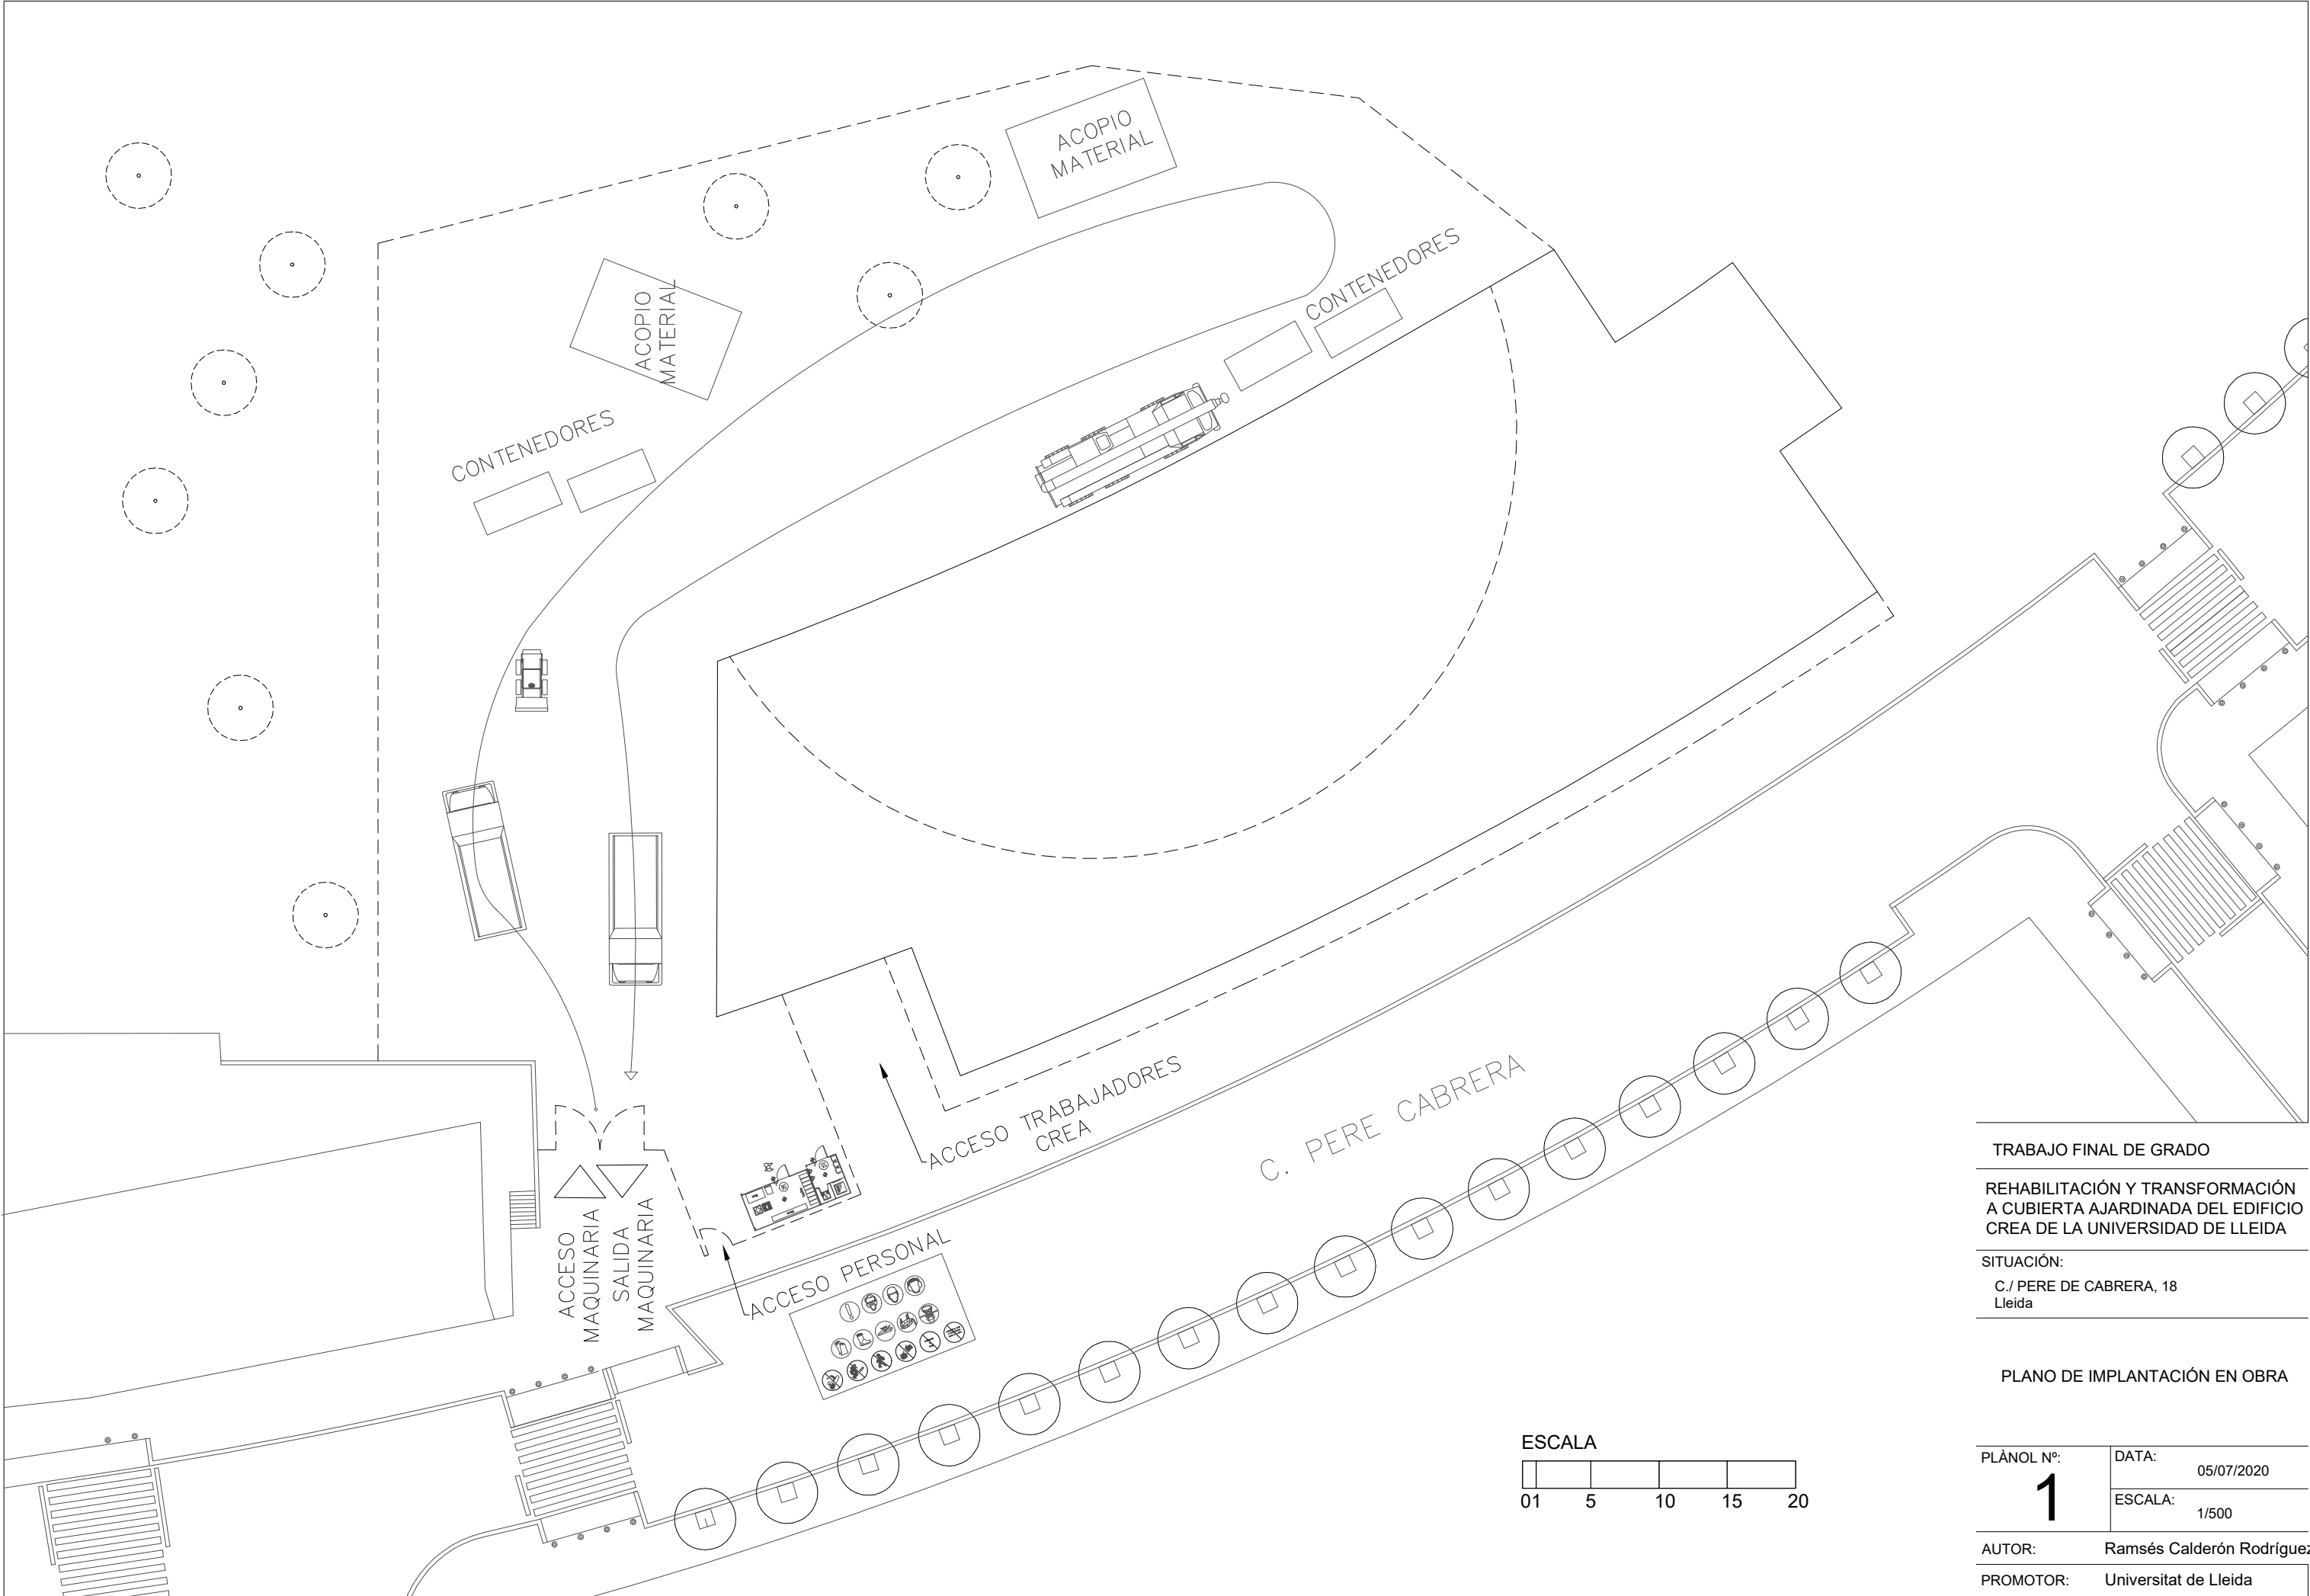 ACOPIO
MATERIAL
CONTENEDORES
ACOPIO
MATERIAL
CONTENEDORES
ACCESO TRABAJADORES
CREA
C. PERE CABRERA
ACCESO
MAQUINARIA
SALIDA
MAQUINARIA
ACCESO PERSONAL
ESCALA
01 5 10 15 20
TRABAJO FINAL DE GRADO
REHABILITACIÓN Y TRANSFORMACIÓN
A CUBIERTA AJARDINADA DEL EDIFICIO
CREA DE LA UNIVERSIDAD DE LLEIDA
SITUACIÓN:
C./ PERE DE CABRERA, 18
Lleida
PLANO DE IMPLANTACIÓN EN OBRA
PLÀNOL Nº:
1
DATA:
05/07/2020
ESCALA:
1/500
AUTOR: Ramsés Calderón Rodríguez
PROMOTOR: Universitat de Lleida